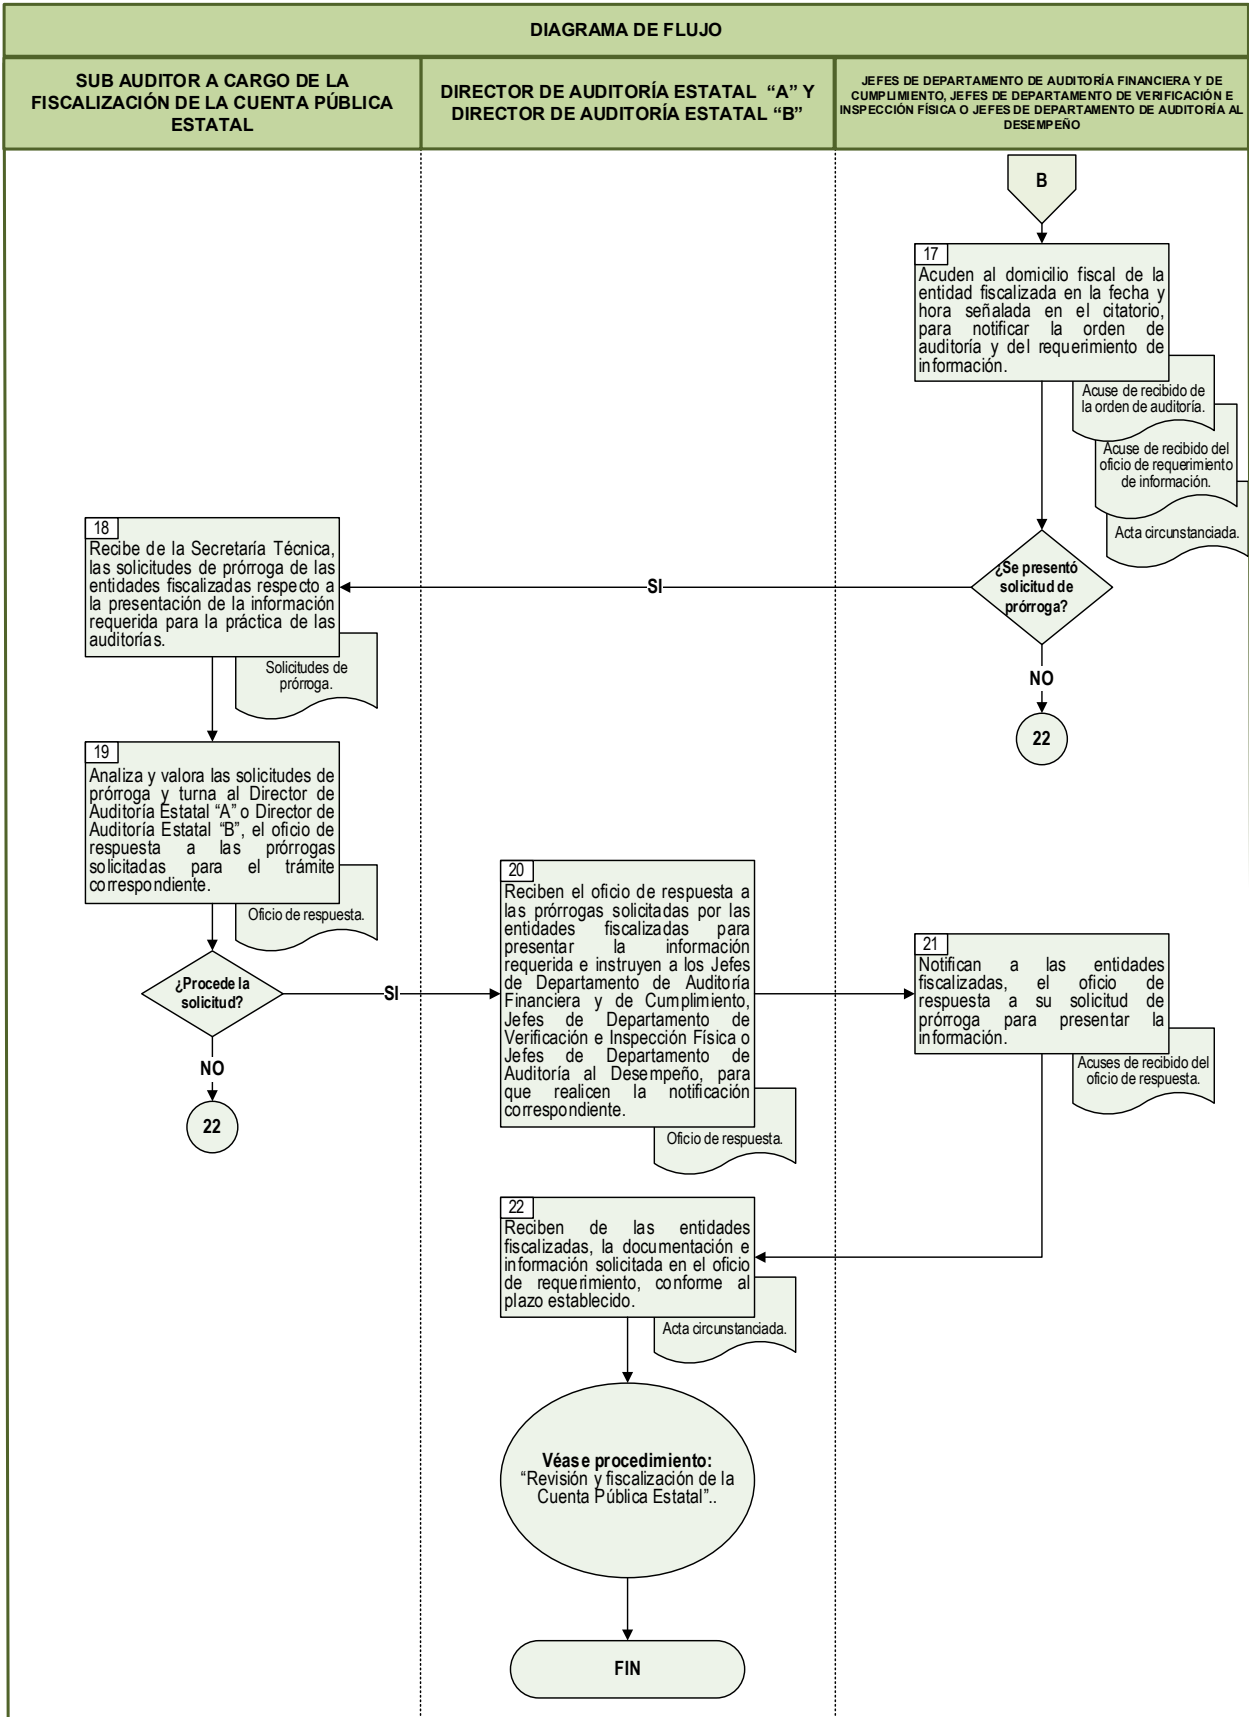 DIAGRAMA DE FLUJO
SUB AUDITOR A CARGO DE LA
FISCALIZACIÓN DE LA CUENTA PÚBLICA
ESTATAL
DIRECTOR DE AUDITORÍA ESTATAL “A” Y
DIRECTOR DE AUDITORÍA ESTATAL “B”
JEFES DE DEPARTAMENTO DE AUDITORÍA FINANCIERA Y DE
CUMPLIMIENTO, JEFES DE DEPARTAMENTO DE VERIFICACIÓN E
INSPECCIÓN FÍSICA O JEFES DE DEPARTAMENTO DE AUDITORÍA AL
DESEMPEÑO
B
17
Acuden al domicilio fiscal de la
entidad fiscalizada en la fecha y
hora señalada en el citatorio,
para notificar la orden de
auditoría y del requerimiento de
información.
Acuse de recibido de
la orden de auditoría.
Acuse de recibido del
oficio de requerimiento
de información.
Acta circunstanciada.
¿Se presentó
solicitud de
prórroga?
SI
NO
22
18
Recibe de la Secretaría Técnica,
las solicitudes de prórroga de las
entidades fiscalizadas respecto a
la presentación de la información
requerida para la práctica de las
auditorías.
Solicitudes de
prórroga.
19
Analiza y valora las solicitudes de
prórroga y turna al Director de
Auditoría Estatal “A” o Director de
Auditoría Estatal “B”, el oficio de
respuesta a las prórrogas
solicitadas para el trámite
correspondiente.
Oficio de respuesta.
¿Procede la
solicitud?
SI
NO
22
20
Reciben el oficio de respuesta a
las prórrogas solicitadas por las
entidades fiscalizadas para
presentar la información
requerida e instruyen a los Jefes
de Departamento de Auditoría
Financiera y de Cumplimiento,
Jefes de Departamento de
Verificación e Inspección Física o
Jefes de Departamento de
Auditoría al Desempeño, para
que realicen la notificación
correspondiente.
Oficio de respuesta.
21
Notifican a las entidades
fiscalizadas, el oficio de
respuesta a su solicitud de
prórroga para presentar la
información.
Acuses de recibido del
oficio de respuesta.
22
Reciben de las entidades
fiscalizadas, la documentación e
información solicitada en el oficio
de requerimiento, conforme al
plazo establecido.
Acta circunstanciada.
Véase procedimiento:
“Revisión y fiscalización de la
Cuenta Pública Estatal”..
FIN